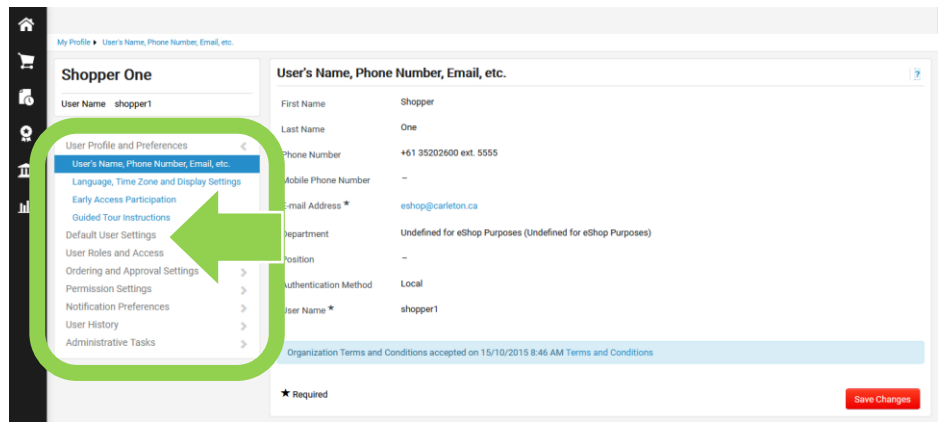 My Profile ▸ User's Name, Phone Number, Email, etc.
Shopper One
User Name shopper1
User Profile and Preferences
User's Name, Phone Number, Email, etc.
Language, Time Zone and Display Settings
Early Access Participation
Guided Tour Instructions
Default User Settings
User Roles and Access
Ordering and Approval Settings
Permission Settings
Notification Preferences
User History
Administrative Tasks
User's Name, Phone Number, Email, etc.
?
First Name Shopper
Last Name One
Phone Number +61 35202600 ext. 5555
Mobile Phone Number –
E-mail Address ★ eshop@carleton.ca
Department Undefined for eShop Purposes (Undefined for eShop Purposes)
Position –
Authentication Method Local
User Name ★ shopper1
Organization Terms and Conditions accepted on 15/10/2015 8:46 AM Terms and Conditions
★ Required
Save Changes